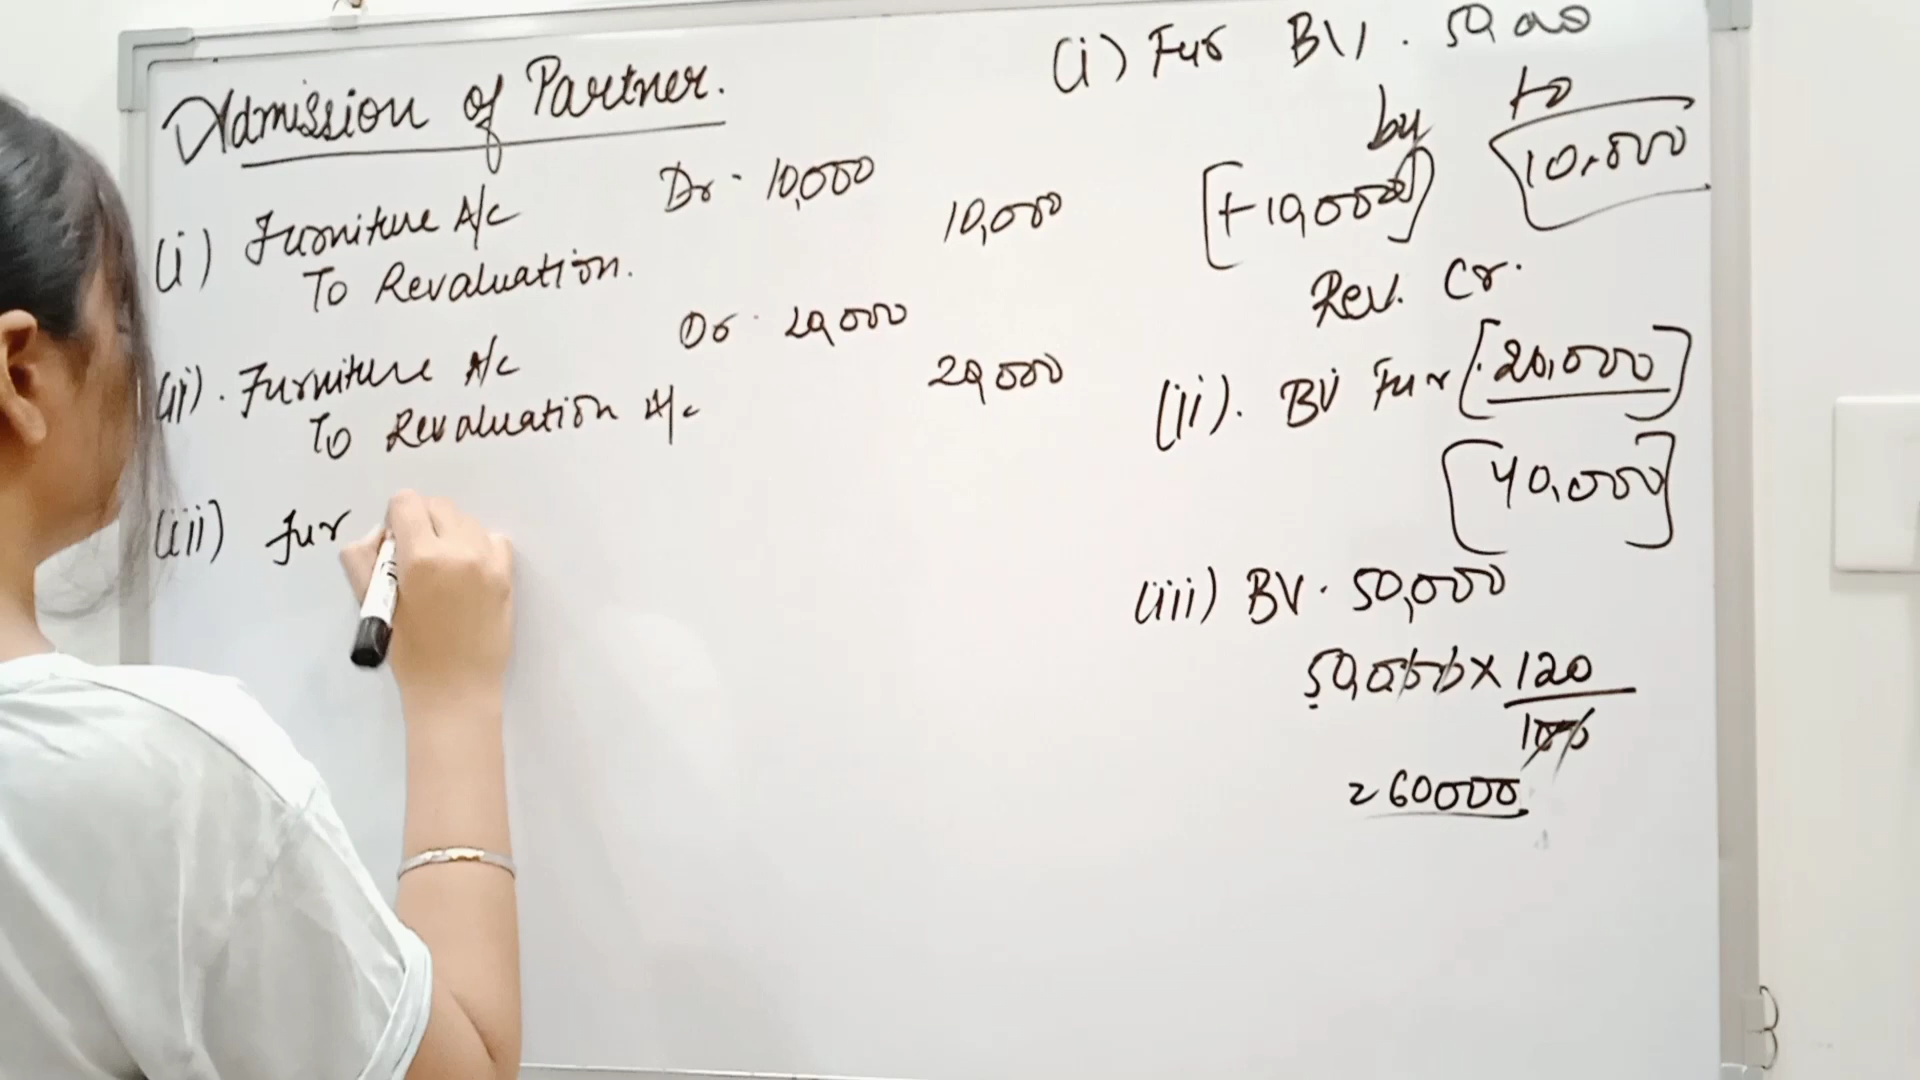 Admission of Partner.
(i) Furniture A/c Dr. 10,000
To Revaluation. 10,000
(ii). Furniture A/c Dr. 20,000
To Revaluation A/c 20,000
(iii) fur
(i) Fur BV. 50,000
by to
[+10,000] 10,000
Rev. Cr.
(ii). BV Fur [20,000]
[40,000]
(iii) BV. 50,000
50,000 x 120
100
= 60000